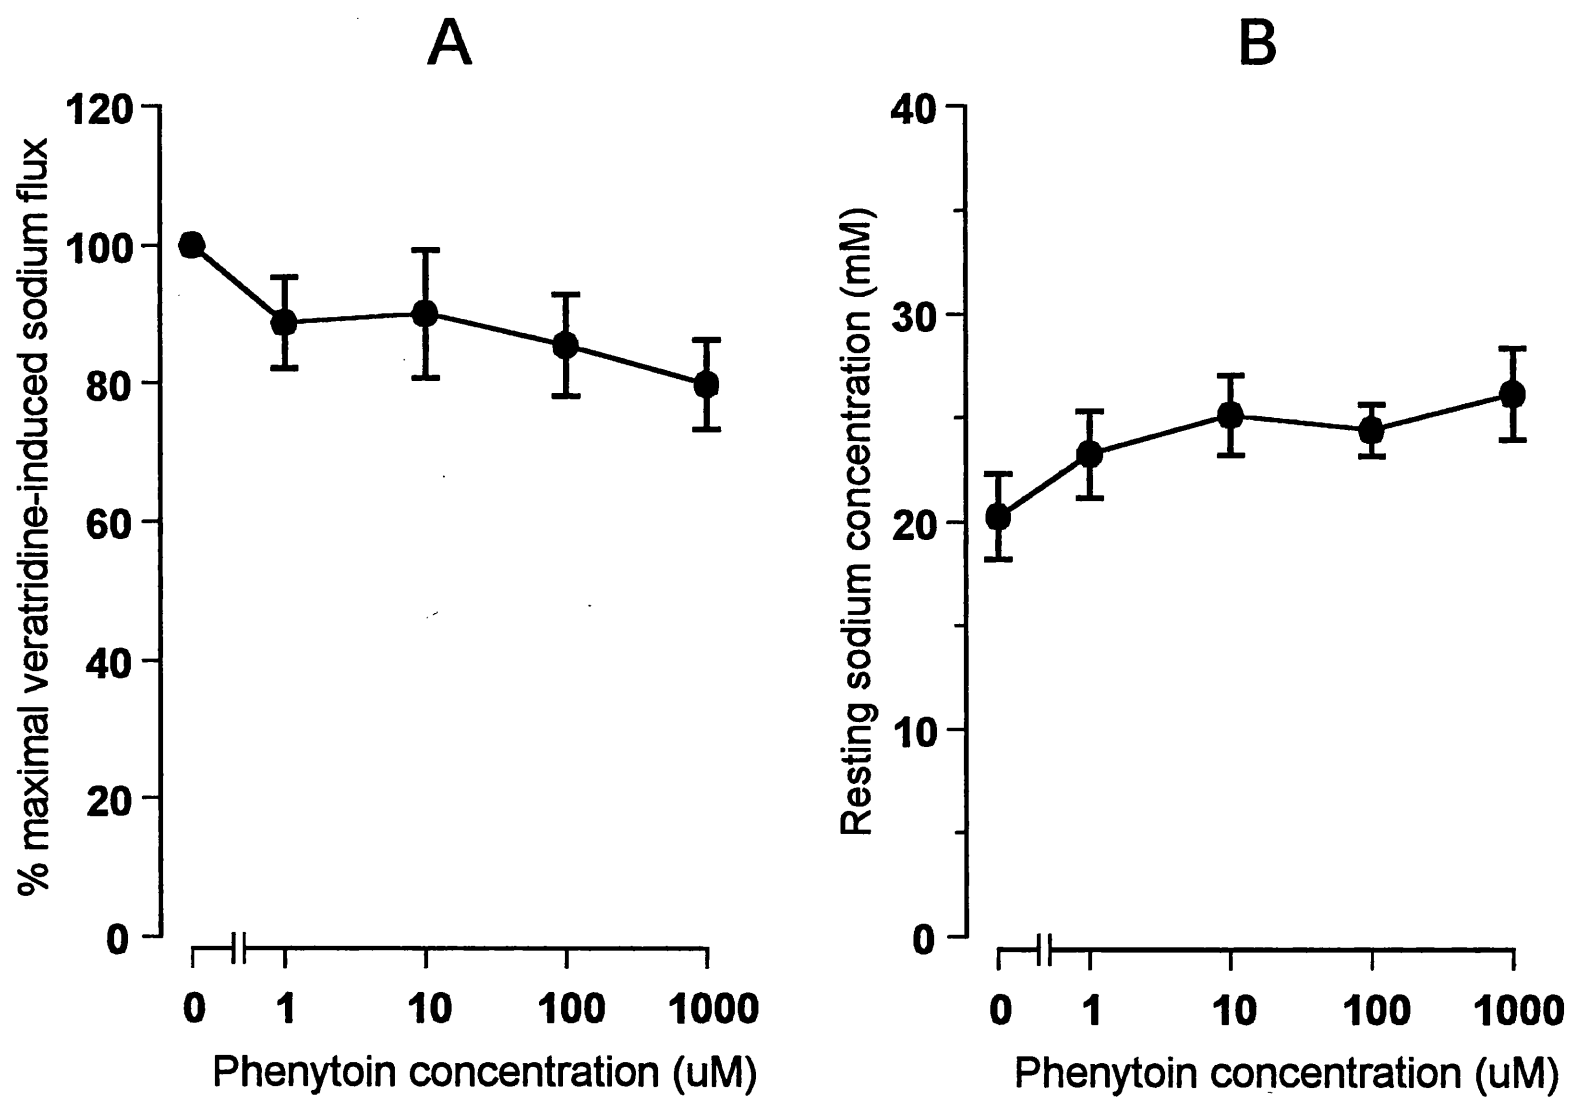 A
B
% maximal veratridine-induced sodium flux
120
100
80
60
40
20
0
0 1 10 100 1000
Phenytoin concentration (uM)
Resting sodium concentration (mM)
40
30
20
10
0
0 1 10 100 1000
Phenytoin concentration (uM)